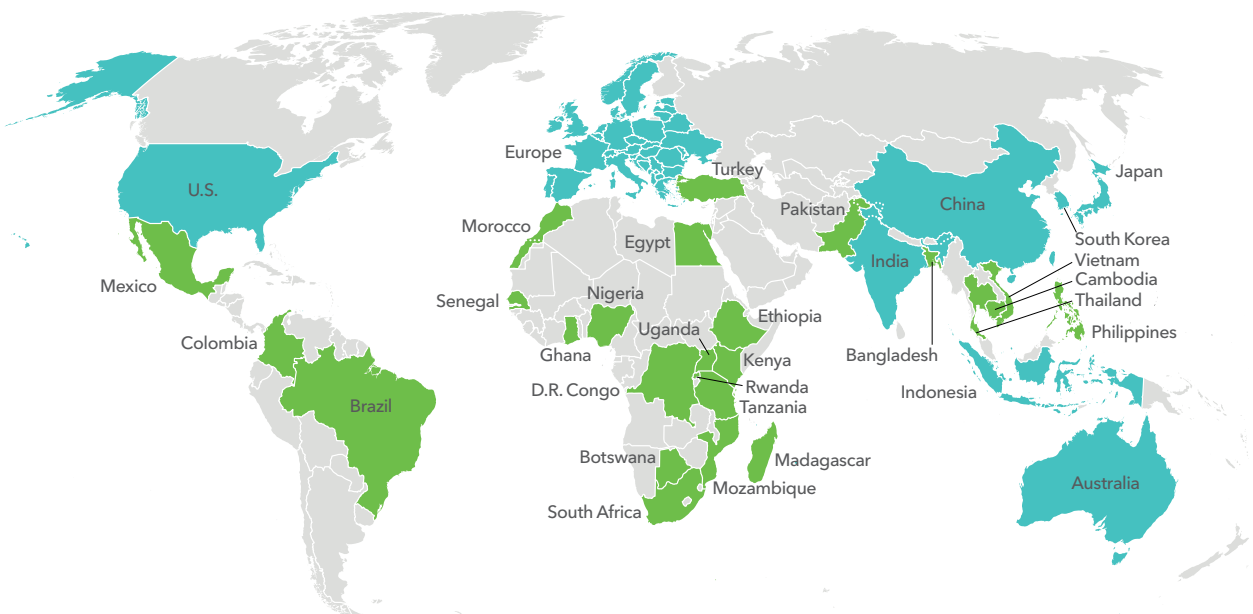 Europe
Turkey
Japan
U.S.
Pakistan
China
Morocco
Egypt
South Korea
India
Vietnam
Mexico
Cambodia
Senegal
Nigeria
Thailand
Ethiopia
Uganda
Philippines
Colombia
Ghana
Bangladesh
Kenya
D.R. Congo
Rwanda
Indonesia
Brazil
Tanzania
Botswana
Madagascar
Mozambique
Australia
South Africa